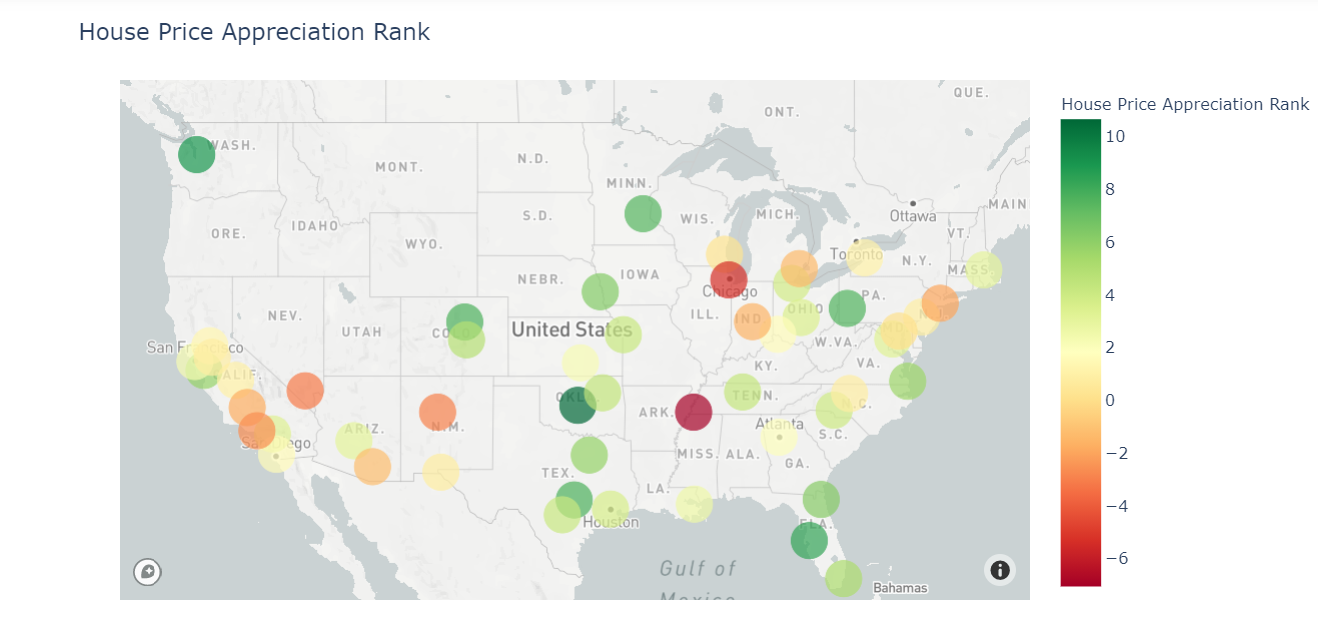 House Price Appreciation Rank
QUE.
ONT.
WASH.
MONT.
N.D.
MINN.
MAIN
ORE.
IDAHO
S.D.
WIS.
MICH.
Ottawa
VT.
WYO.
Toronto
N.Y.
MASS.
NEBR.
IOWA
Chicago
PA.
NEV.
UTAH
United States
ILL.
IND.
OHIO
San Francisco
W.VA.
CALIF.
KY.
VA.
OKLA.
ARK.
TENN.
N.C.
ARIZ.
N.M.
Atlanta
San Diego
S.C.
MISS.
ALA.
GA.
TEX.
LA.
Houston
FLA.
Gulf of
Mexico
Bahamas
House Price Appreciation Rank
10
8
6
4
2
0
−2
−4
−6